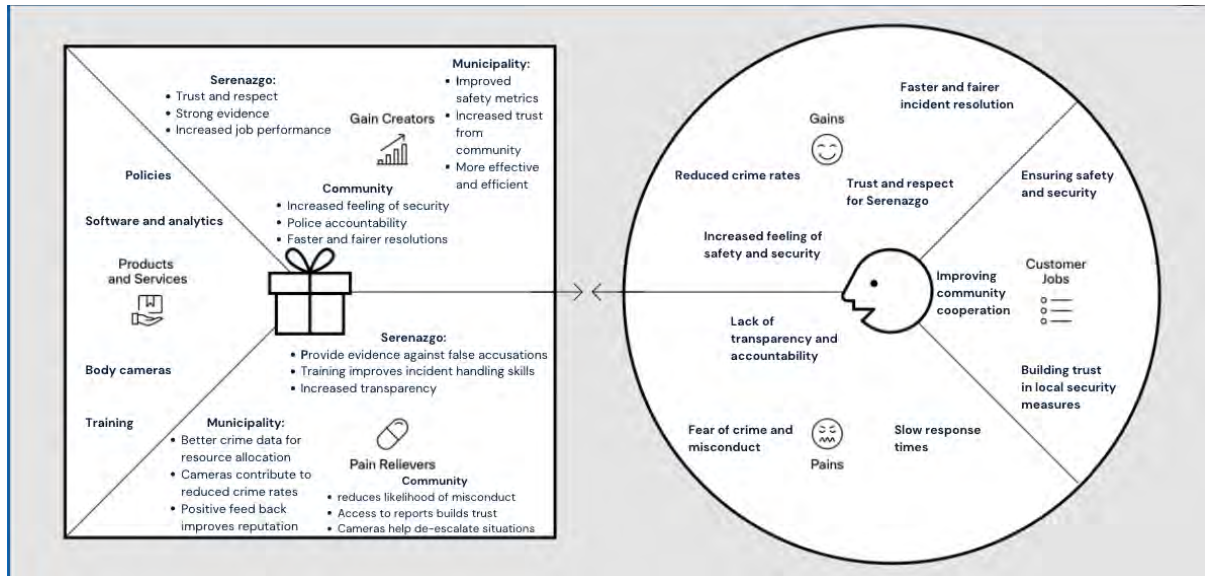 Serenazgo:
• Trust and respect
• Strong evidence
• Increased job performance
Gain Creators
Municipality:
• Improved
safety metrics
• Increased trust
from
community
• More effective
and efficient
Community
• Increased feeling of security
• Police accountability
• Faster and fairer resolutions
Policies
Software and analytics
Products
and Services
Body cameras
Training
Serenazgo:
• Provide evidence against false accusations
• Training improves incident handling skills
• Increased transparency
Municipality:
• Better crime data for
resource allocation
• Cameras contribute to
reduced crime rates
• Positive feed back
improves reputation
Pain Relievers
Community
• reduces likelihood of misconduct
• Access to reports builds trust
• Cameras help de-escalate situations
Faster and fairer
incident resolution
Gains
Reduced crime rates
Trust and respect
for Serenazgo
Increased feeling of
safety and security
Ensuring safety
and security
Improving
community
cooperation
Customer
Jobs
Building trust
in local security
measures
Lack of
transparency and
accountability
Fear of crime and
misconduct
Pains
Slow response
times